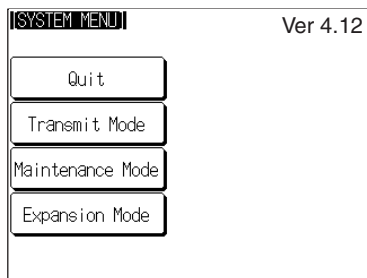 [SYSTEM MENU]
Ver 4.12
Quit
Transmit Mode
Maintenance Mode
Expansion Mode